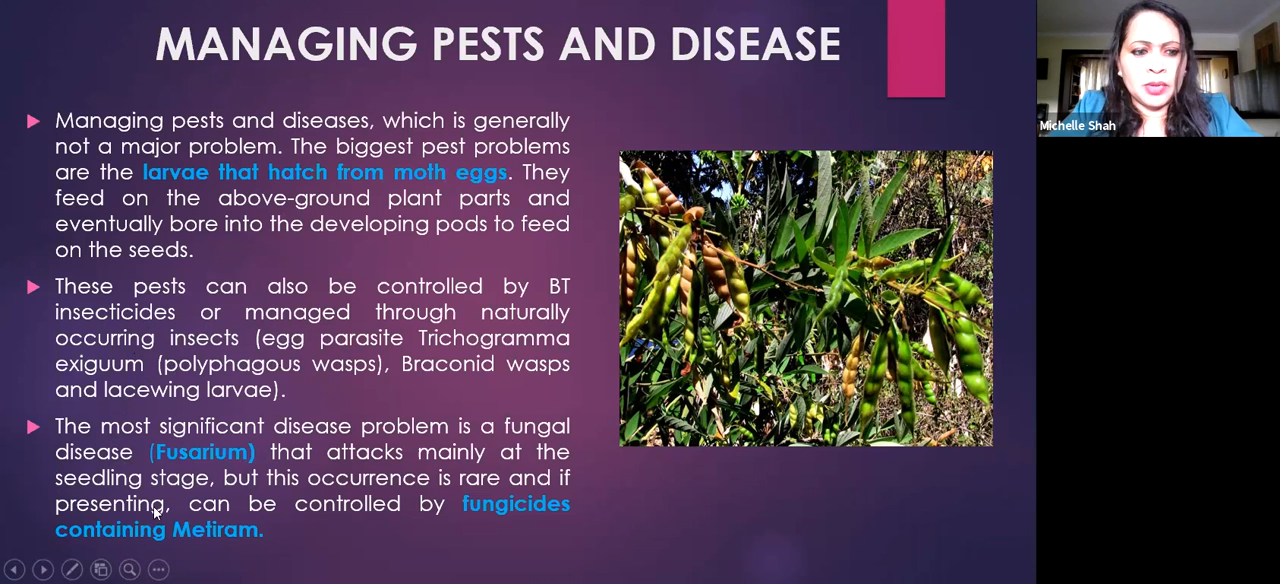 MANAGING PESTS AND DISEASE
Managing pests and diseases, which is generally
not a major problem. The biggest pest problems
are the larvae that hatch from moth eggs. They
feed on the above-ground plant parts and
eventually bore into the developing pods to feed
on the seeds.
These pests can also be controlled by BT
insecticides or managed through naturally
occurring insects (egg parasite Trichogramma
exiguum (polyphagous wasps), Braconid wasps
and lacewing larvae).
The most significant disease problem is a fungal
disease (Fusarium) that attacks mainly at the
seedling stage, but this occurrence is rare and if
presenting, can be controlled by fungicides
containing Metiram.
Michelle Shah